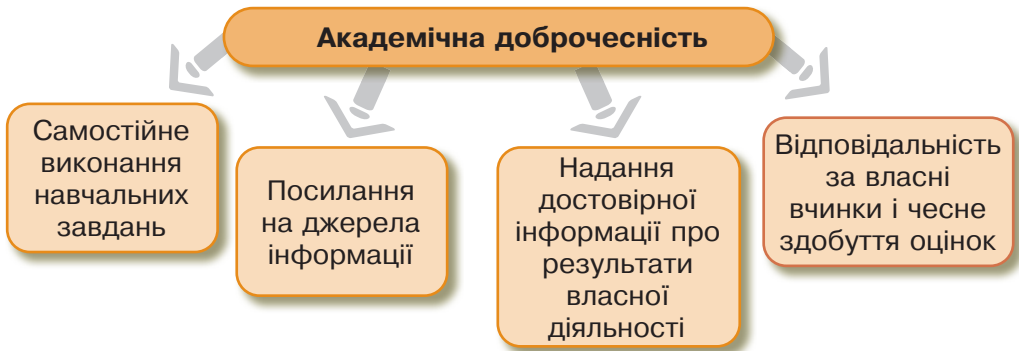 Академічна доброчесність
Самостійне
виконання
навчальних
завдань
Посилання
на джерела
інформації
Надання
достовірної
інформації про
результати
власної
діяльності
Відповідальність
за власні
вчинки і чесне
здобуття оцінок